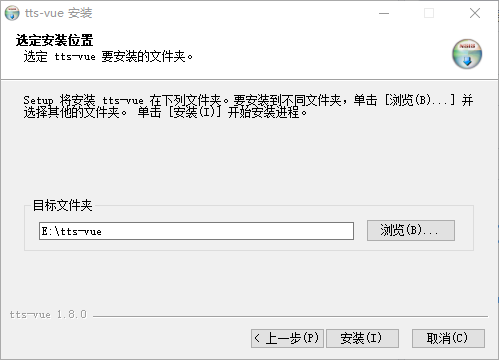 tts-vue 安装
选定安装位置
选定 tts-vue 要安装的文件夹。
Setup 将安装 tts-vue 在下列文件夹。要安装到不同文件夹，单击 [浏览(B)...] 并
选择其他的文件夹。 单击 [安装(I)] 开始安装进程。
目标文件夹
E:\tts-vue
浏览(B)...
tts-vue 1.8.0
< 上一步(P)
安装(I)
取消(C)